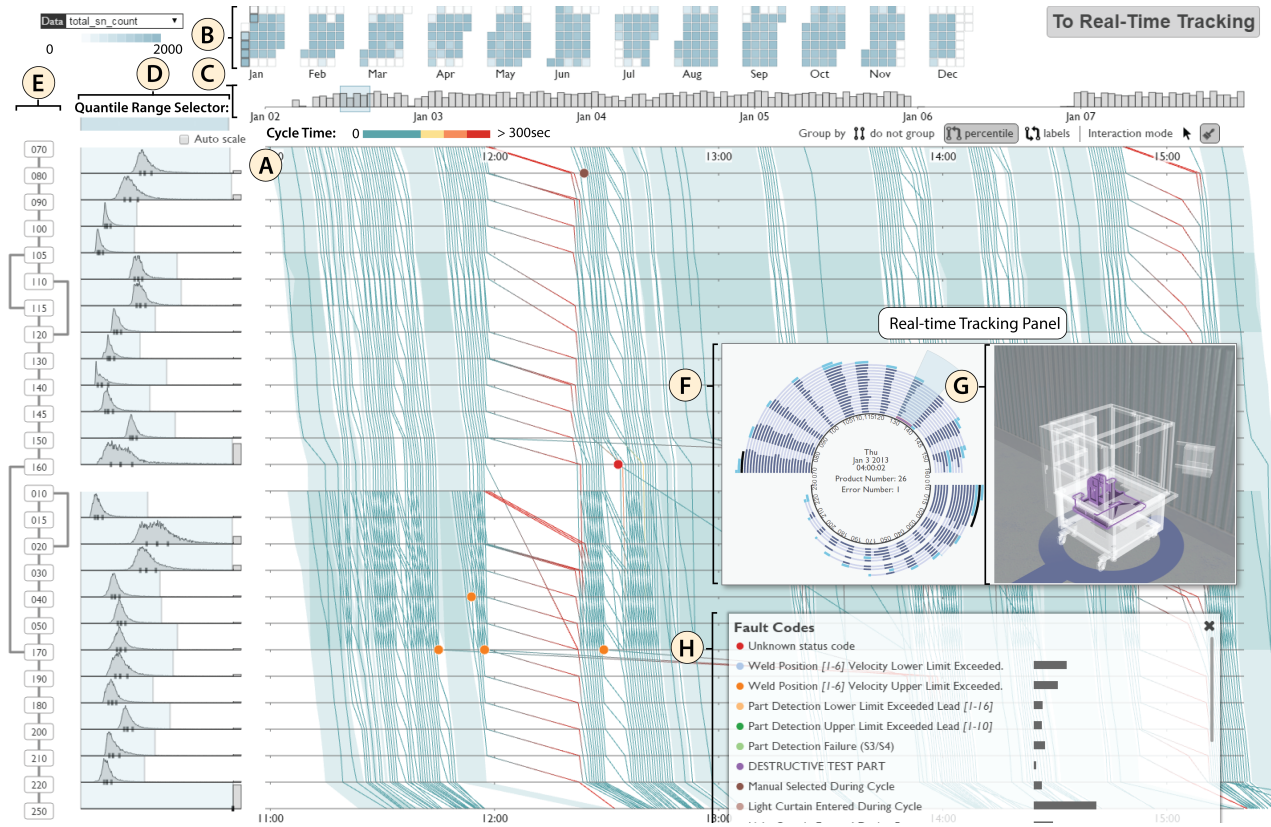 Data total_sn_count
0 2000
B
To Real-Time Tracking
Jan Feb Mar Apr May Jun Jul Aug Sep Oct Nov Dec
E
D
C
Quantile Range Selector:
Jan 02 Jan 03 Jan 04 Jan 05 Jan 06 Jan 07
Auto scale
Cycle Time: 0 > 300sec
Group by do not group percentile labels Interaction mode
A
12:00 13:00 14:00 15:00
070
080
090
100
105
110
115
120
130
140
145
150
160
010
015
020
030
040
050
170
190
180
200
210
220
250
Real-time Tracking Panel
F
G
Thu
Jan 3 2013
04:00:02
Product Number: 26
Error Number: 1
H
Fault Codes
Unknown status code
Weld Position [1-6] Velocity Lower Limit Exceeded.
Weld Position [1-6] Velocity Upper Limit Exceeded.
Part Detection Lower Limit Exceeded Lead [1-16]
Part Detection Upper Limit Exceeded Lead [1-10]
Part Detection Failure (S3/S4)
DESTRUCTIVE TEST PART
Manual Selected During Cycle
Light Curtain Entered During Cycle
11:00 12:00 13:00 14:00 15:00